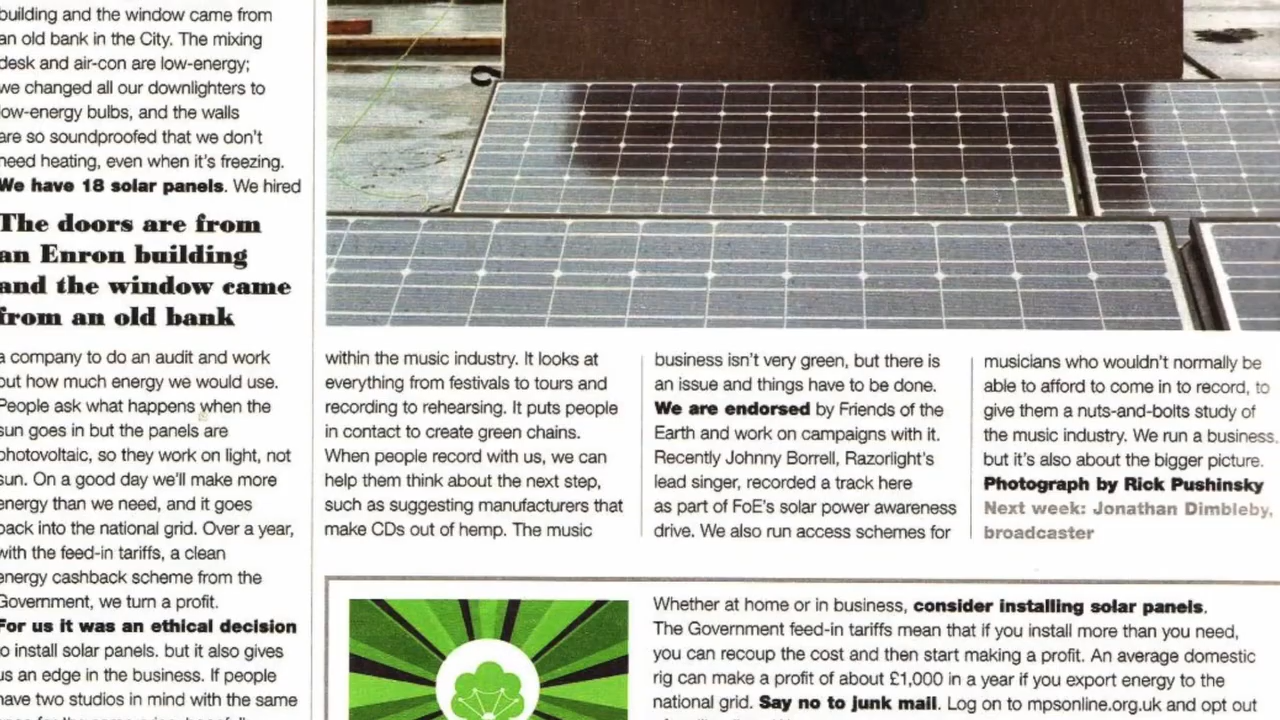 building and the window came from
an old bank in the City. The mixing
desk and air-con are low-energy;
we changed all our downlighters to
low-energy bulbs, and the walls
are so soundproofed that we don't
need heating, even when it's freezing.
We have 18 solar panels. We hired
The doors are from
an Enron building
and the window came
from an old bank
a company to do an audit and work
out how much energy we would use.
People ask what happens when the
sun goes in but the panels are
photovoltaic, so they work on light, not
sun. On a good day we'll make more
energy than we need, and it goes
back into the national grid. Over a year,
with the feed-in tariffs, a clean
energy cashback scheme from the
Government, we turn a profit.
For us it was an ethical decision
to install solar panels. but it also gives
us an edge in the business. If people
have two studios in mind with the same
within the music industry. It looks at
everything from festivals to tours and
recording to rehearsing. It puts people
in contact to create green chains.
When people record with us, we can
help them think about the next step,
such as suggesting manufacturers that
make CDs out of hemp. The music
business isn't very green, but there is
an issue and things have to be done.
We are endorsed by Friends of the
Earth and work on campaigns with it.
Recently Johnny Borrell, Razorlight's
lead singer, recorded a track here
as part of FoE's solar power awareness
drive. We also run access schemes for
musicians who wouldn't normally be
able to afford to come in to record, to
give them a nuts-and-bolts study of
the music industry. We run a business,
but it's also about the bigger picture.
Photograph by Rick Pushinsky
Next week: Jonathan Dimbleby,
broadcaster
Whether at home or in business, consider installing solar panels.
The Government feed-in tariffs mean that if you install more than you need,
you can recoup the cost and then start making a profit. An average domestic
rig can make a profit of about £1,000 in a year if you export energy to the
national grid. Say no to junk mail. Log on to mpsonline.org.uk and opt out